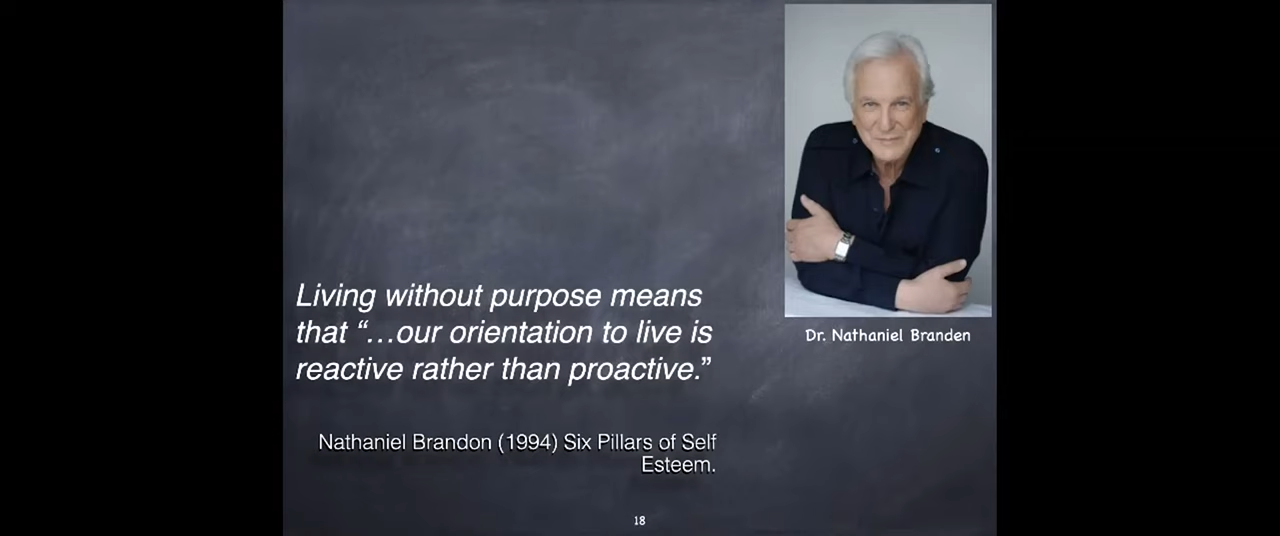 Living without purpose means
that “…our orientation to live is
reactive rather than proactive.”
Dr. Nathaniel Branden
Nathaniel Brandon (1994) Six Pillars of Self
Esteem.
18